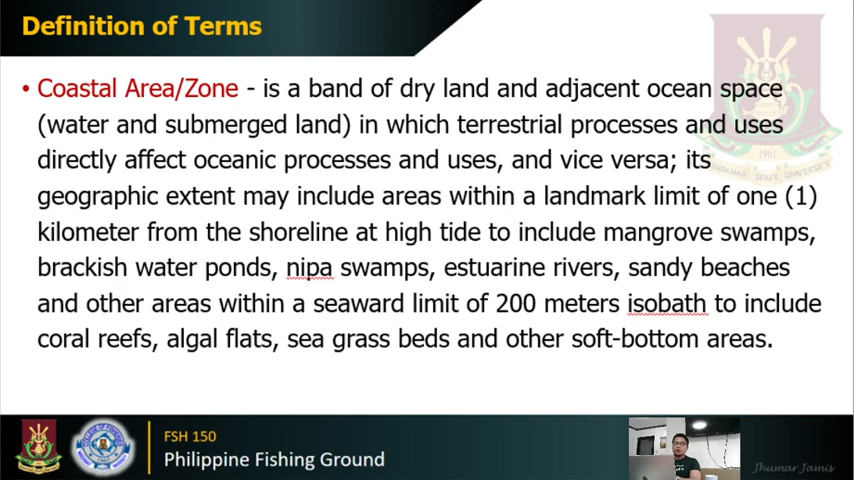 Definition of Terms
• Coastal Area/Zone - is a band of dry land and adjacent ocean space
(water and submerged land) in which terrestrial processes and uses
directly affect oceanic processes and uses, and vice versa; its
geographic extent may include areas within a landmark limit of one (1)
kilometer from the shoreline at high tide to include mangrove swamps,
brackish water ponds, nipa swamps, estuarine rivers, sandy beaches
and other areas within a seaward limit of 200 meters isobath to include
coral reefs, algal flats, sea grass beds and other soft-bottom areas.
1961
STATE UNIVERSITY
FSH 150
Philippine Fishing Ground
Jhumar Jamis